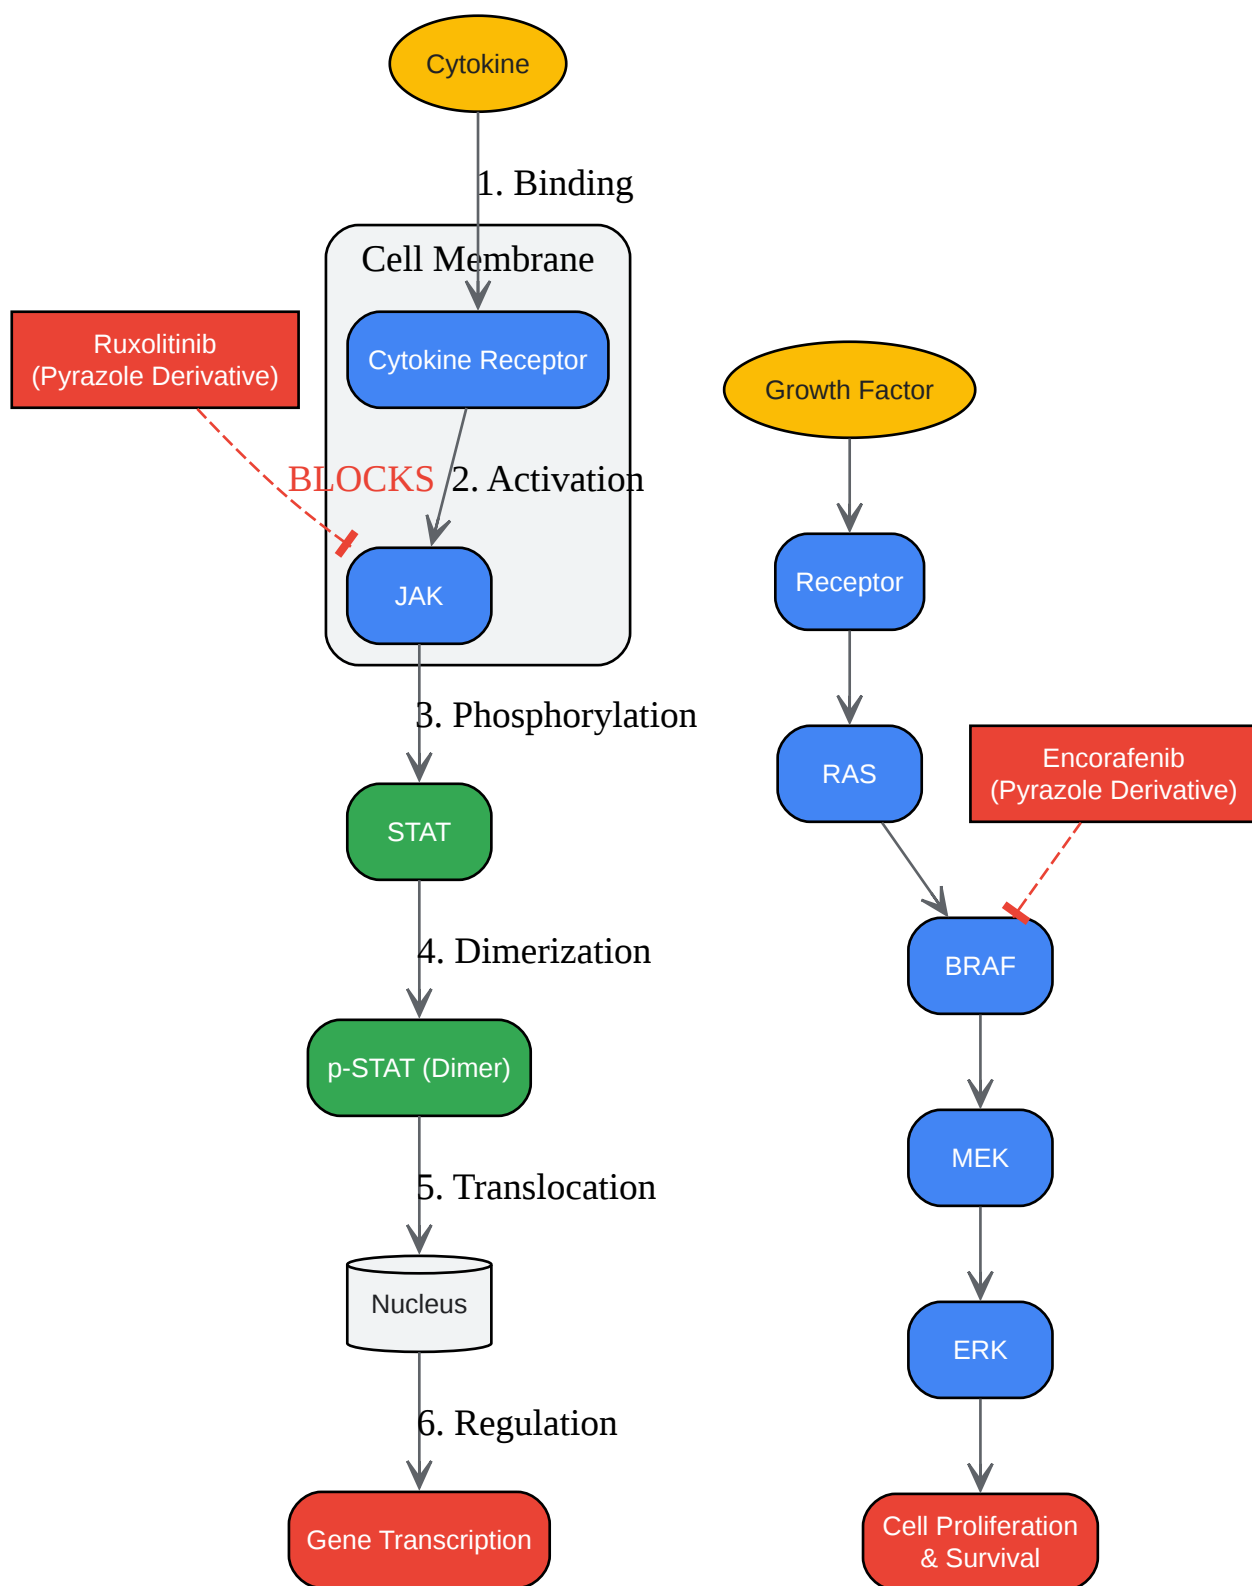 Cytokine
1. Binding
Cell Membrane
Ruxolitinib
(Pyrazole Derivative)
Cytokine Receptor
Growth Factor
BLOCKS
2. Activation
Receptor
JAK
3. Phosphorylation
RAS
Encorafenib
(Pyrazole Derivative)
STAT
4. Dimerization
BRAF
p-STAT (Dimer)
MEK
5. Translocation
Nucleus
ERK
6. Regulation
Gene Transcription
Cell Proliferation
& Survival